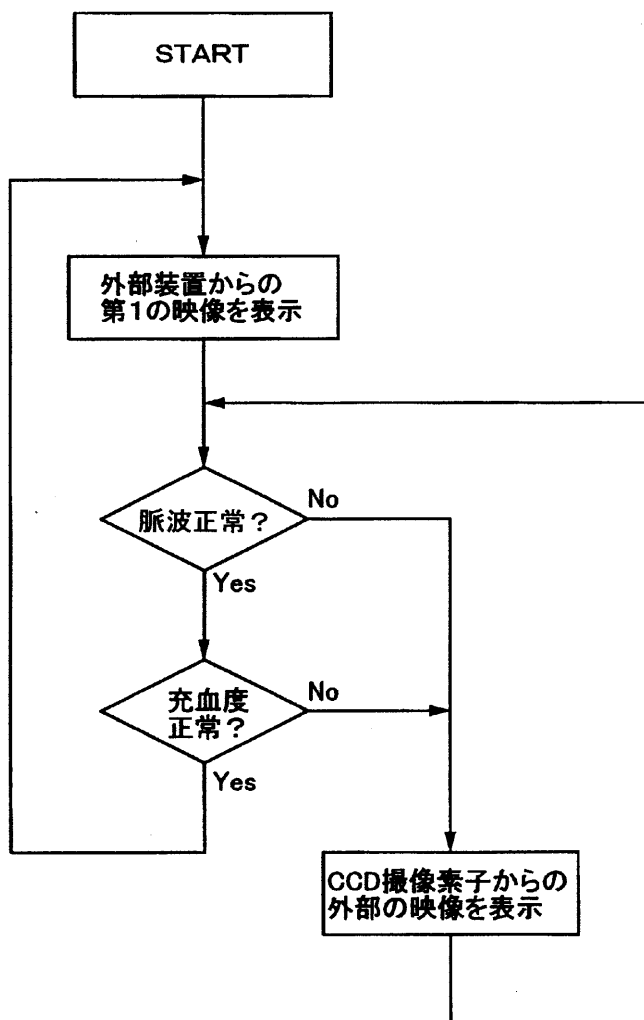 START
外部装置からの
第1の映像を表示
脈波正常？
No
Yes
充血度
正常？
No
Yes
CCD撮像素子からの
外部の映像を表示